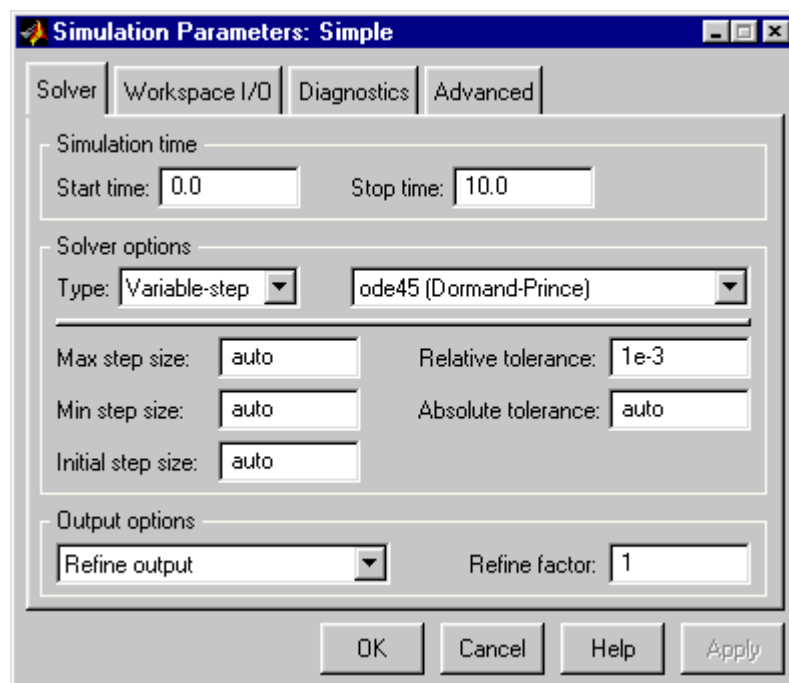 Simulation Parameters: Simple
Solver Workspace I/O Diagnostics Advanced
Simulation time
Start time: 0.0 Stop time: 10.0
Solver options
Type: Variable-step ode45 (Dormand-Prince)
Max step size: auto Relative tolerance: 1e-3
Min step size: auto Absolute tolerance: auto
Initial step size: auto
Output options
Refine output Refine factor: 1
OK Cancel Help Apply